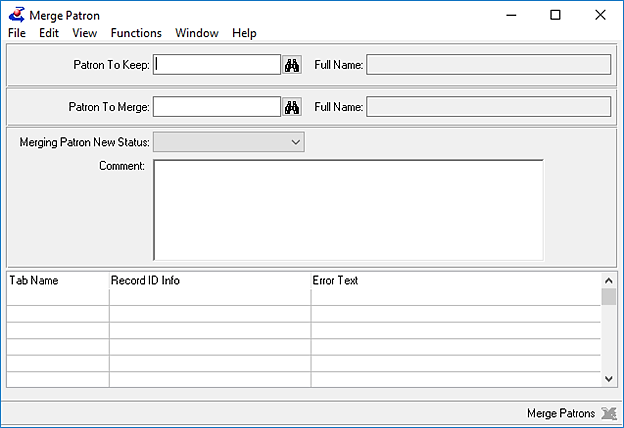 Merge Patron
File Edit View Functions Window Help
Patron To Keep: Full Name:
Patron To Merge: Full Name:
Merging Patron New Status:
Comment:
Tab Name Record ID Info Error Text
Merge Patrons